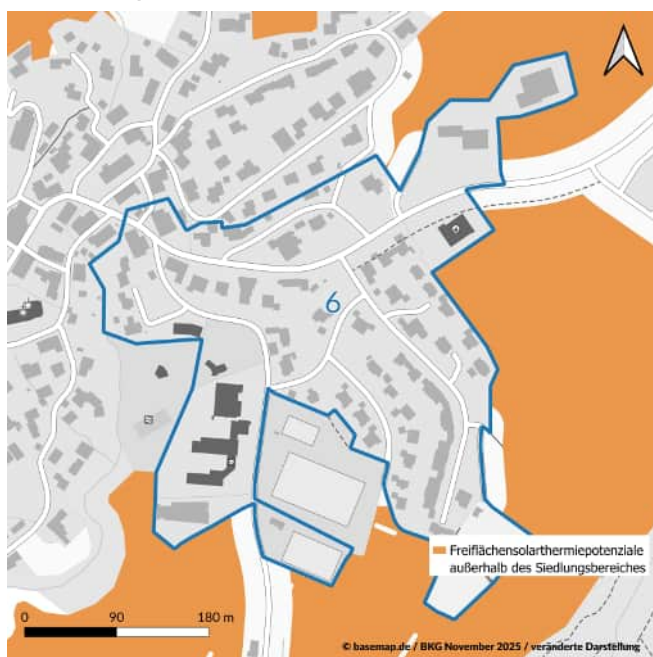 6
Freiflächensolarthermiepotenziale
außerhalb des Siedlungsbereiches
0 90 180 m
© basemap.de / BKG November 2025 / veränderte Darstellung